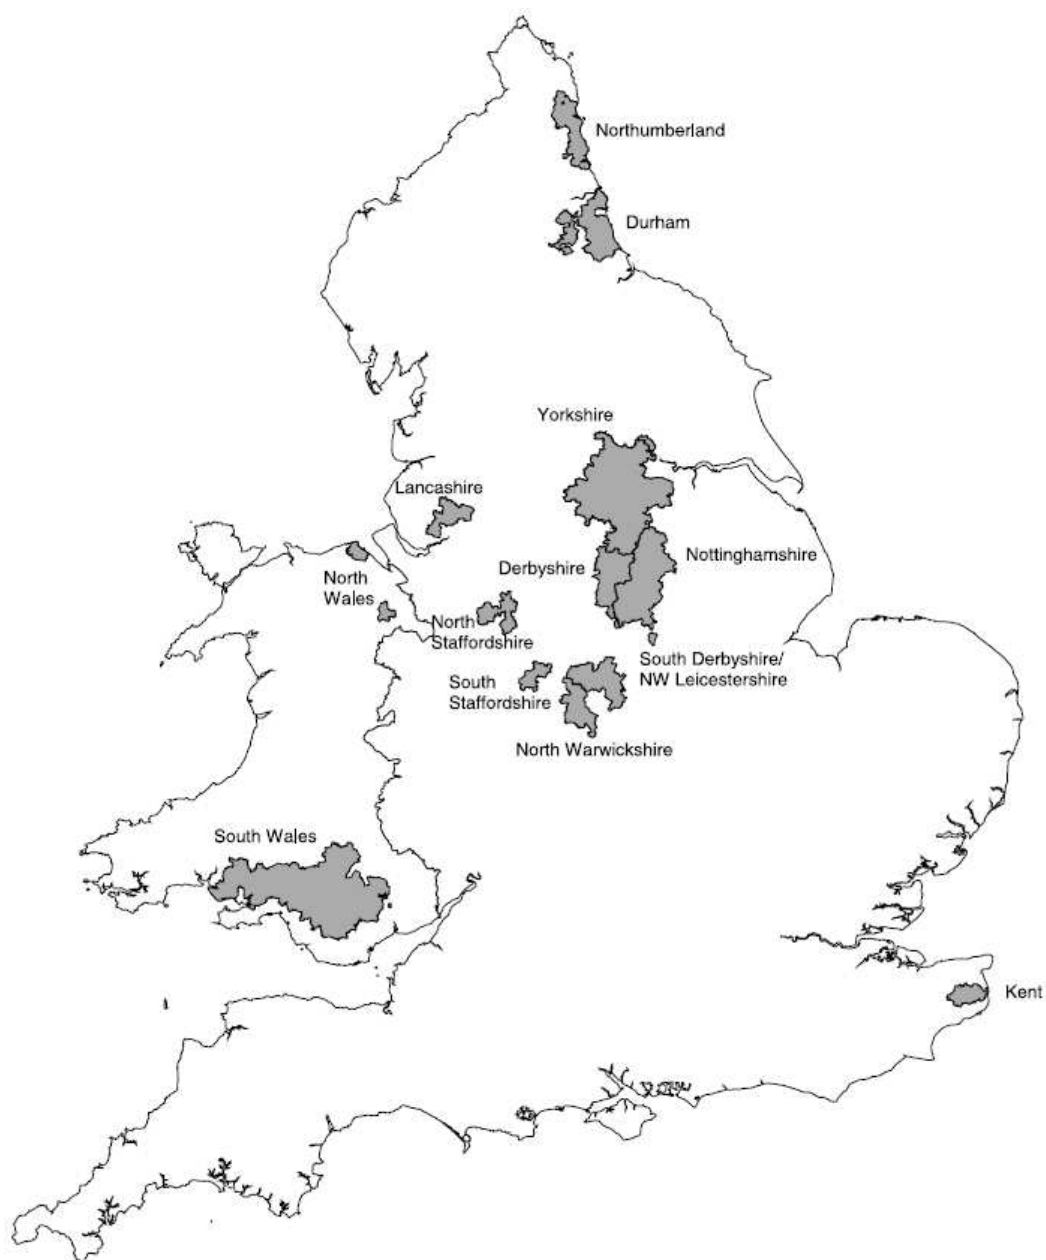 Northumberland
Durham
Yorkshire
Lancashire
Nottinghamshire
Derbyshire
North
Wales
North
Staffordshire
South Derbyshire/
NW Leicestershire
South
Staffordshire
North Warwickshire
South Wales
Kent